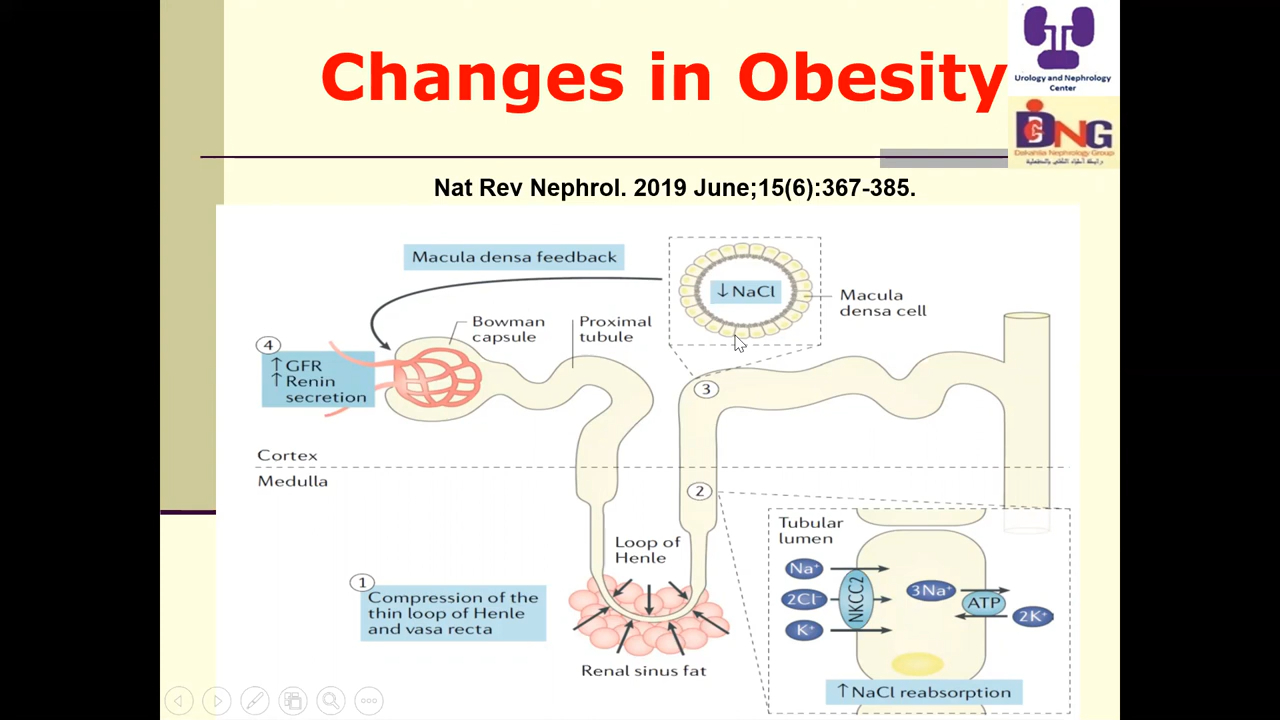 Changes in Obesity
Urology and Nephrology
Center
DNG
Dakahlia Nephrology Group
Nat Rev Nephrol. 2019 June;15(6):367-385.
Macula densa feedback
↓NaCl
Macula
densa cell
Bowman
capsule
Proximal
tubule
4
↑GFR
↑Renin
secretion
3
Cortex
Medulla
2
Tubular
lumen
Na⁺
2Cl⁻
K⁺
NKCC2
3Na⁺
ATP
2K⁺
↑NaCl reabsorption
Loop of
Henle
1
Compression of the
thin loop of Henle
and vasa recta
Renal sinus fat